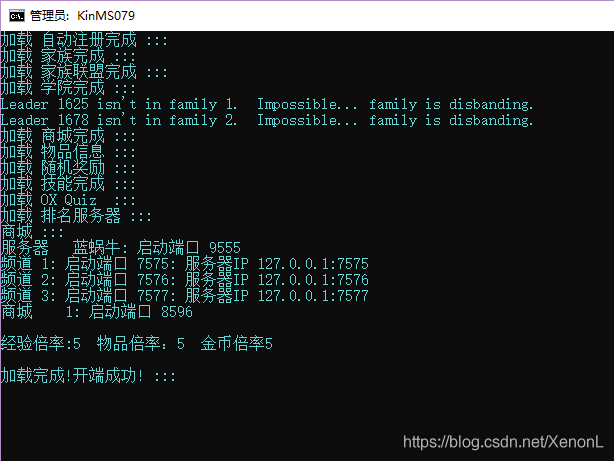 管理员: KinMS079
加载 自动注册完成 :::
加载 家族完成 :::
加载 家族联盟完成 :::
加载 学院完成 :::
Leader 1625 isn't in family 1.  Impossible... family is disbanding.
Leader 1678 isn't in family 2.  Impossible... family is disbanding.
加载 商城完成 :::
加载 物品信息 :::
加载 随机奖励 :::
加载 技能完成 :::
加载 OX Quiz  :::
加载 排名服务器 :::
商城 :::
服务器   蓝蜗牛: 启动端口 9555
频道 1: 启动端口 7575: 服务器IP 127.0.0.1:7575
频道 2: 启动端口 7576: 服务器IP 127.0.0.1:7576
频道 3: 启动端口 7577: 服务器IP 127.0.0.1:7577
商城    1: 启动端口 8596
经验倍率:5  物品倍率：5  金币倍率5
加载完成!开端成功! :::
https://blog.csdn.net/XenonL